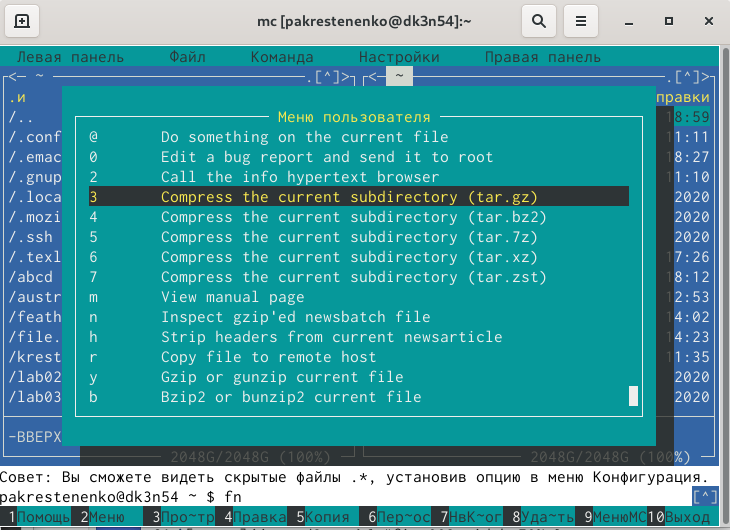 mc [pakrestenenko@dk3n54]:~
Левая панель Файл Команда Настройки Правая панель
<— ~ .[^]> <— ~ .[^]>
.и правки
Меню пользователя
/.. 8:59
/.conf @ Do something on the current file 11:11
/.emac 0 Edit a bug report and send it to root 18:27
/.gnup 2 Call the info hypertext browser 11:10
/.loca 3 Compress the current subdirectory (tar.gz) 2020
/.mozi 4 Compress the current subdirectory (tar.bz2) 2020
/.ssh 5 Compress the current subdirectory (tar.7z) 2020
/.texl 6 Compress the current subdirectory (tar.xz) 17:26
/abcd 7 Compress the current subdirectory (tar.zst) 18:12
/austr m View manual page 12:53
/feath n Inspect gzip'ed newsbatch file 14:02
/file. h Strip headers from current newsarticle 14:23
/krest r Copy file to remote host 11:35
/lab02 y Gzip or gunzip current file 2020
/lab03 b Bzip2 or bunzip2 current file 2020
-ВВЕРХ
2048G/2048G (100%) 2048G/2048G (100%)
Совет: Вы сможете видеть скрытые файлы .*, установив опцию в меню Конфигурация.
pakrestenenko@dk3n54 ~ $ fn [^]
1Помощь 2Меню 3Про~тр 4Правка 5Копия 6Пер~ос 7НвК~ог 8Уда~ть 9МенюMC 10Выход